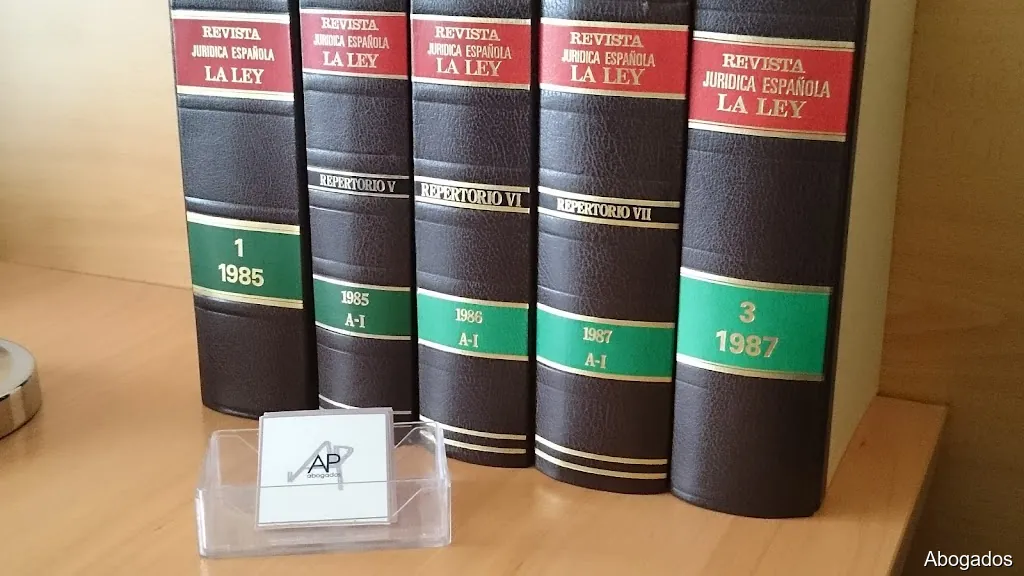 REVISTA
JURIDICA ESPAÑOLA
LA LEY
1
1985
REVISTA
JURIDICA ESPAÑOLA
LA LEY
REPERTORIO V
1985
A-I
REVISTA
JURIDICA ESPAÑOLA
LA LEY
REPERTORIO VI
1986
A-I
REVISTA
JURIDICA ESPAÑOLA
LA LEY
REPERTORIO VII
1987
A-I
REVISTA
JURIDICA ESPAÑOLA
LA LEY
3
1987
AP
abogados
Abogados